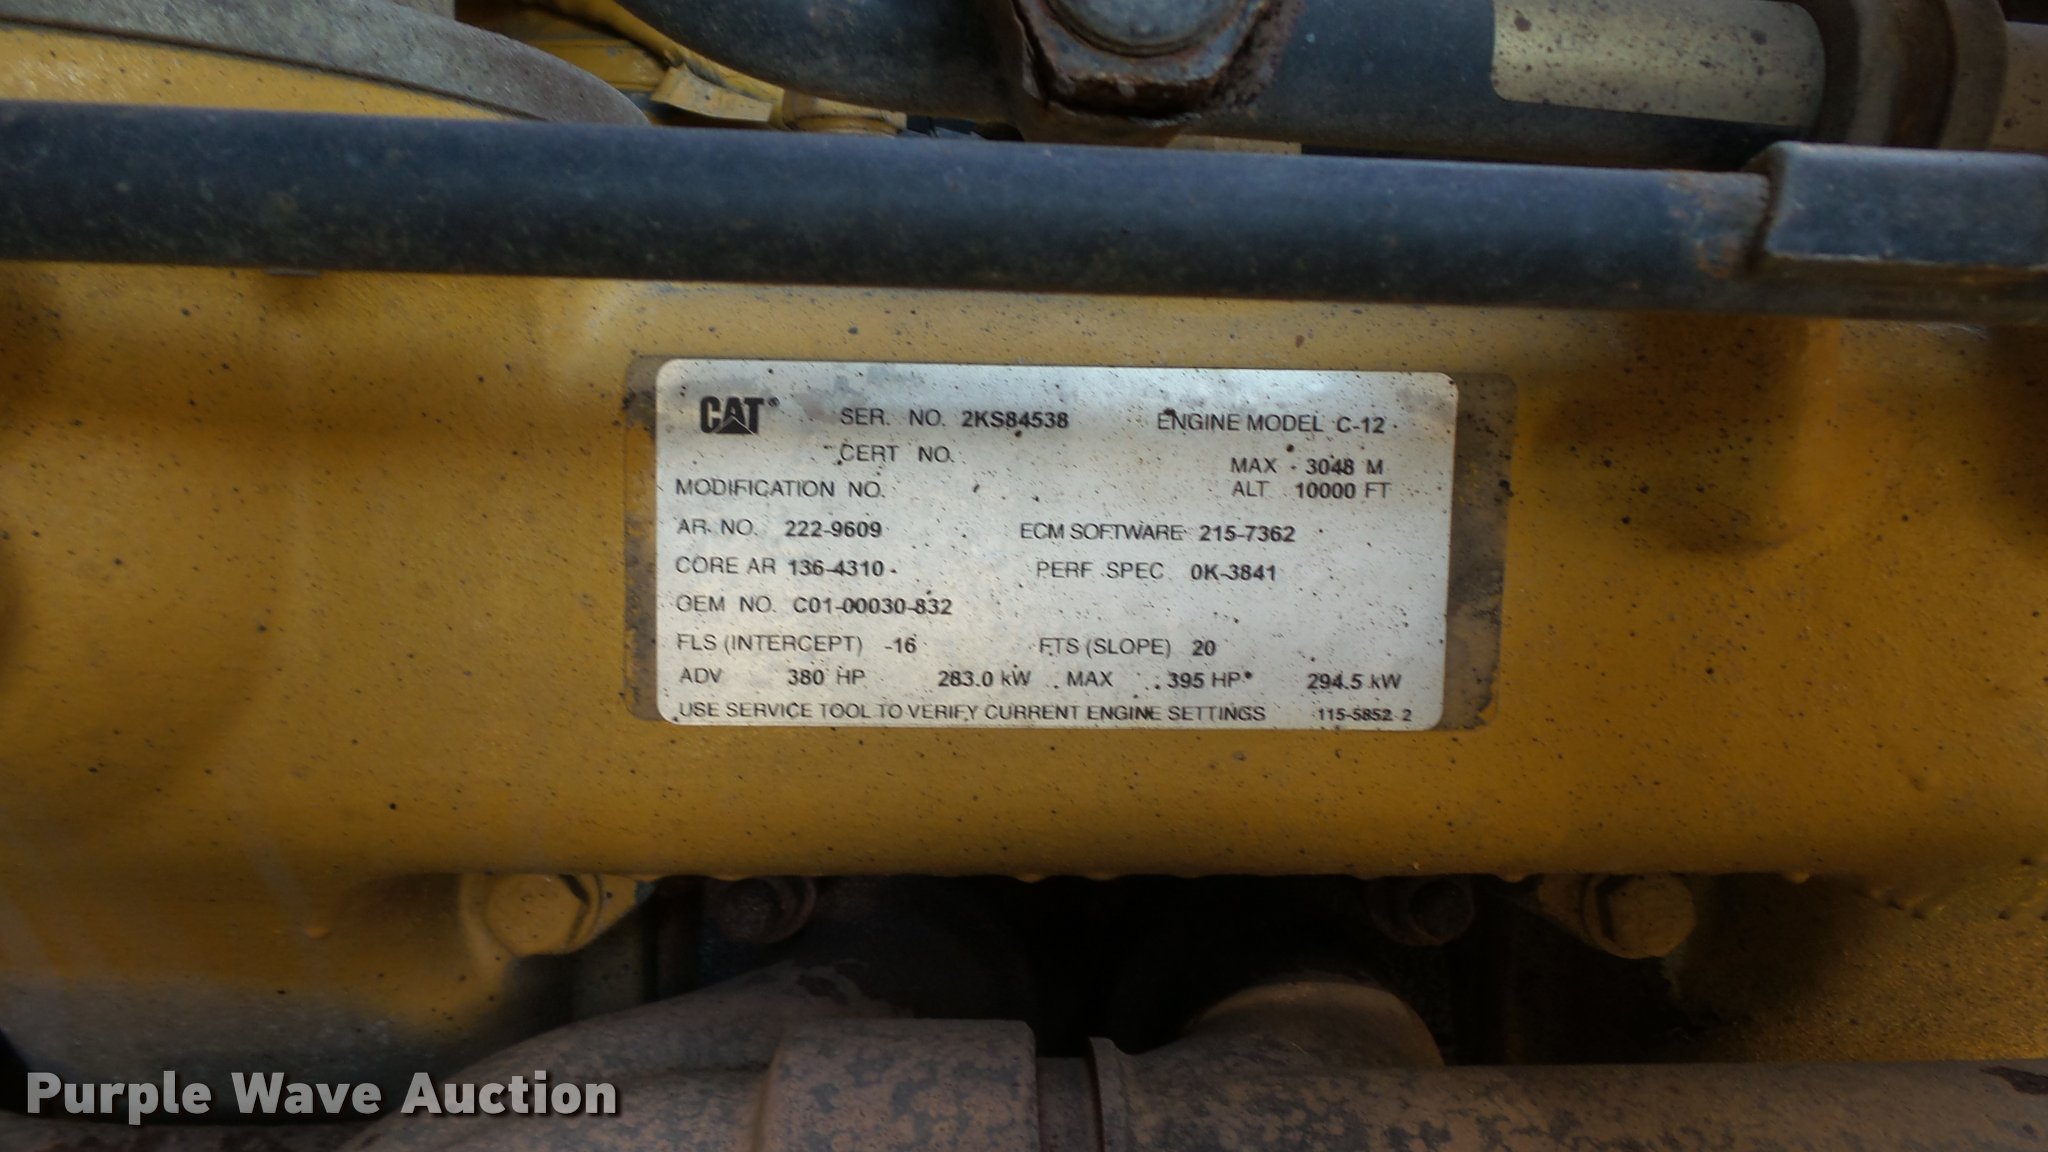 CAT® SER. NO. 2KS84538 ENGINE MODEL C-12
CERT NO.
MAX 3048 M
MODIFICATION NO. ALT 10000 FT
AR. NO. 222-9609 ECM SOFTWARE 215-7362
CORE AR 136-4310 PERF SPEC 0K-3841
OEM NO. C01-00030-832
FLS (INTERCEPT) -16 FTS (SLOPE) 20
ADV 380 HP 283.0 kW MAX 395 HP 294.5 kW
USE SERVICE TOOL TO VERIFY CURRENT ENGINE SETTINGS 115-5852 2
Purple Wave Auction